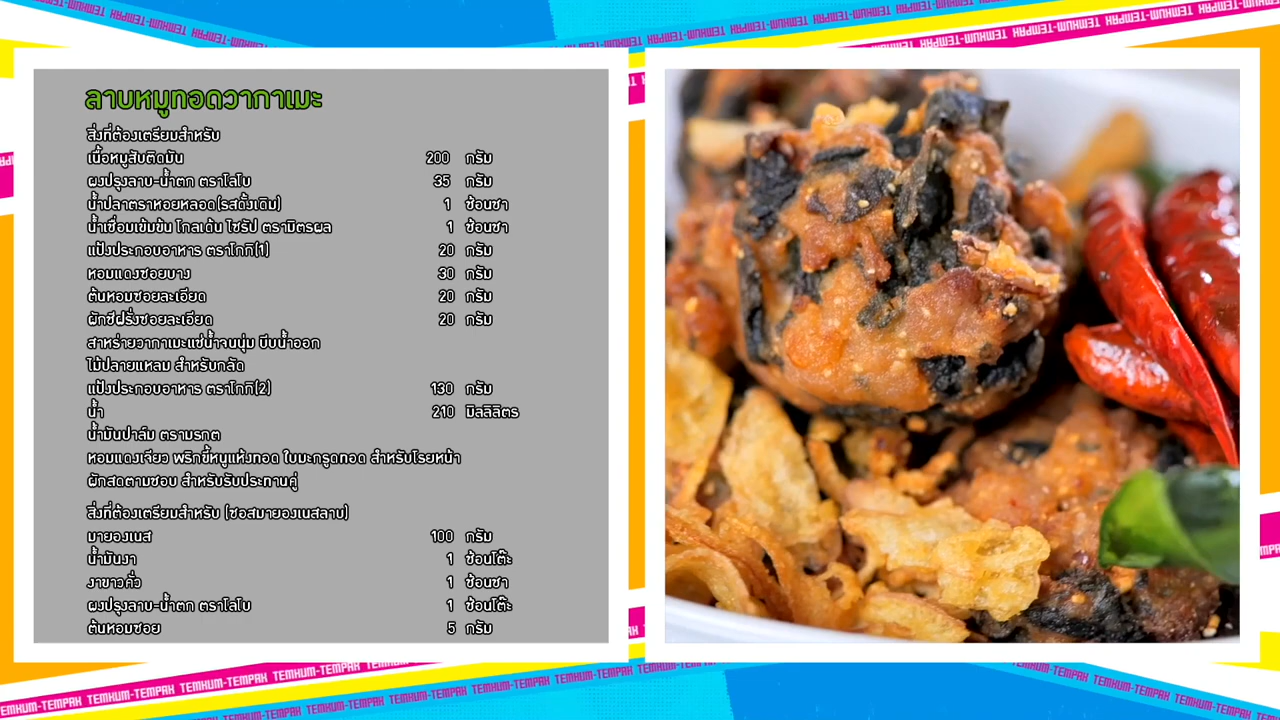 ลาบหมูทอดวากาเมะ
สิ่งที่ต้องเตรียมสำหรับ
เนื้อหมูสับติดมัน 200 กรัม
ผงปรุงลาบ-น้ำตก ตราโลโบ 35 กรัม
น้ำปลาตราหอยหลอด(รสดั้งเดิม) 1 ช้อนชา
น้ำเชื่อมเข้มข้น โกลเด้น ไซรัป ตรามิตรผล 1 ช้อนชา
แป้งประกอบอาหาร ตราโกกิ(1) 20 กรัม
หอมแดงซอยบาง 30 กรัม
ต้นหอมซอยละเอียด 20 กรัม
ผักชีฝรั่งซอยละเอียด 20 กรัม
สาหร่ายวากาเมะแช่น้ำจนนุ่ม บีบน้ำออก
ไม้ปลายแหลม สำหรับกลัด
แป้งประกอบอาหาร ตราโกกิ(2) 130 กรัม
น้ำ 210 มิลลิลิตร
น้ำมันปาล์ม ตรามรกต
หอมแดงเจียว พริกขี้หนูแห้งทอด ใบมะกรูดทอด สำหรับโรยหน้า
ผักสดตามชอบ สำหรับรับประทานคู่
สิ่งที่ต้องเตรียมสำหรับ (ซอสมายองเนสลาบ)
มายองเนส 100 กรัม
น้ำมันงา 1 ช้อนโต๊ะ
งาขาวคั่ว 1 ช้อนชา
ผงปรุงลาบ-น้ำตก ตราโลโบ 1 ช้อนโต๊ะ
ต้นหอมซอย 5 กรัม
TEMKUM-TEMPAK TEMKUM-TEMPAK TEMKUM-TEMPAK TEMKUM-TEMPAK